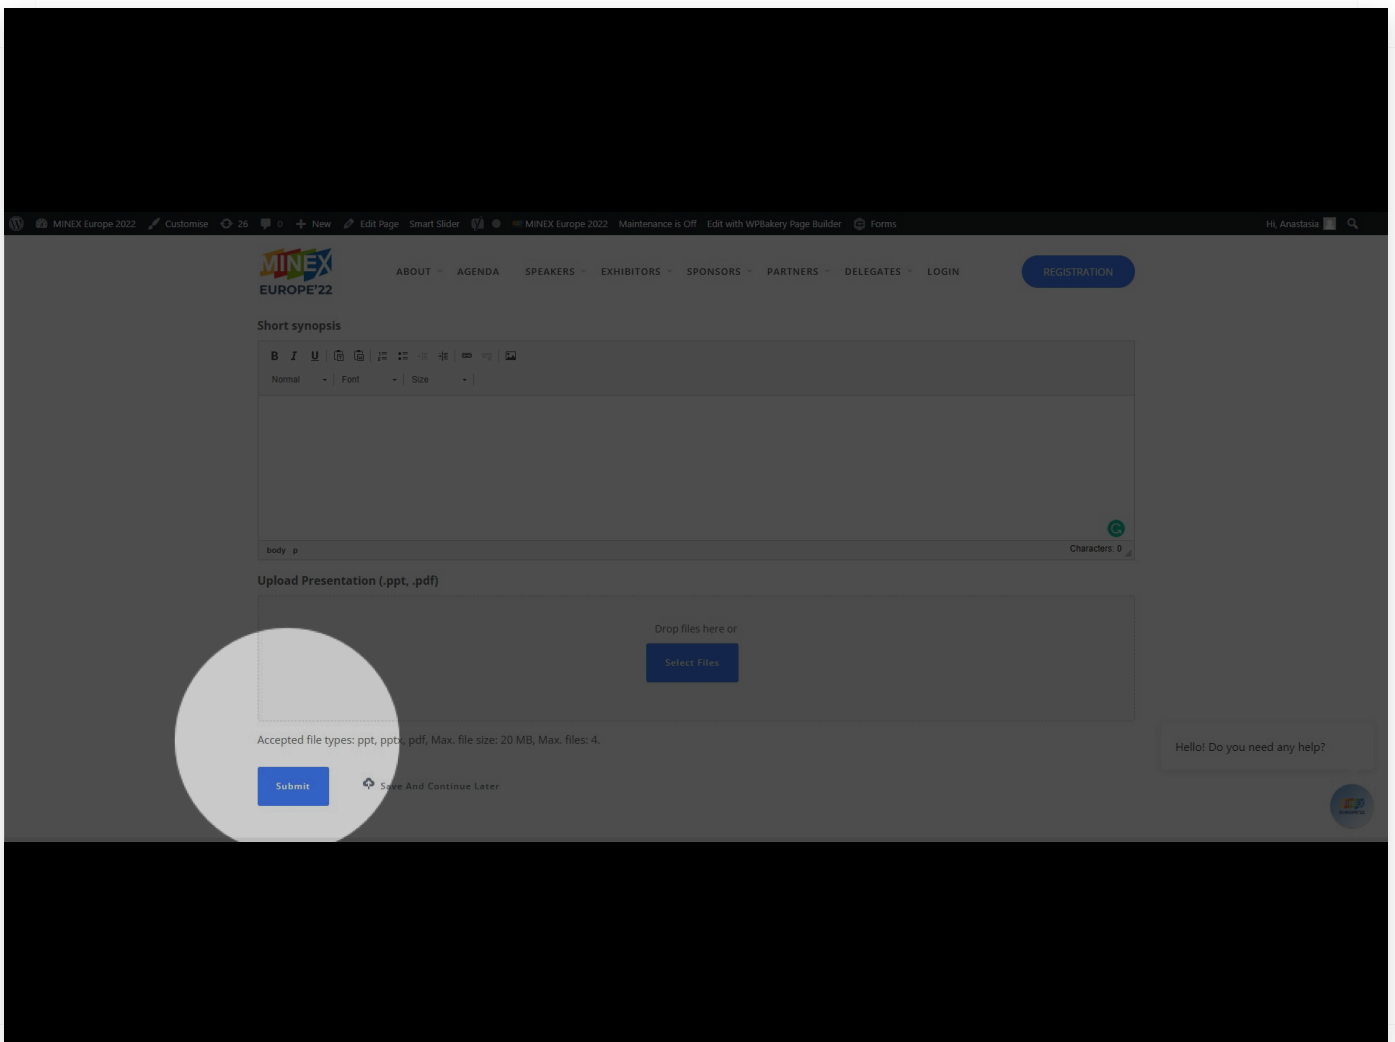 MINEX Europe 2022 Customise 26 0 New Edit Page Smart Slider MINEX Europe 2022 Maintenance is Off Edit with WPBakery Page Builder Forms Hi, Anastasia
MINEX
EUROPE'22
ABOUT AGENDA SPEAKERS EXHIBITORS SPONSORS PARTNERS DELEGATES LOGIN REGISTRATION
Short synopsis
B I U
Normal Font Size
body p Characters: 0
Upload Presentation (.ppt, .pdf)
Drop files here or
Select Files
Accepted file types: ppt, pptx, pdf, Max. file size: 20 MB, Max. files: 4.
Hello! Do you need any help?
Submit Save And Continue Later